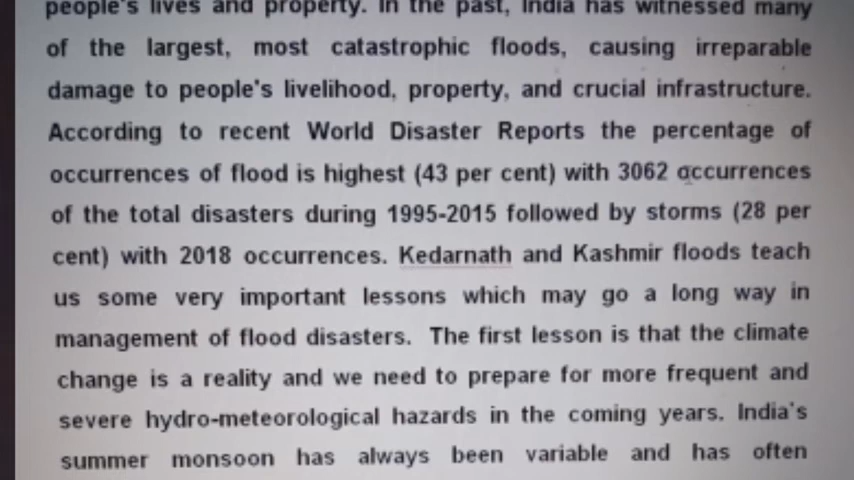 people's lives and property. In the past, India has witnessed many
of the largest, most catastrophic floods, causing irreparable
damage to people's livelihood, property, and crucial infrastructure.
According to recent World Disaster Reports the percentage of
occurrences of flood is highest (43 per cent) with 3062 occurrences
of the total disasters during 1995-2015 followed by storms (28 per
cent) with 2018 occurrences. Kedarnath and Kashmir floods teach
us some very important lessons which may go a long way in
management of flood disasters. The first lesson is that the climate
change is a reality and we need to prepare for more frequent and
severe hydro-meteorological hazards in the coming years. India's
summer monsoon has always been variable and has often